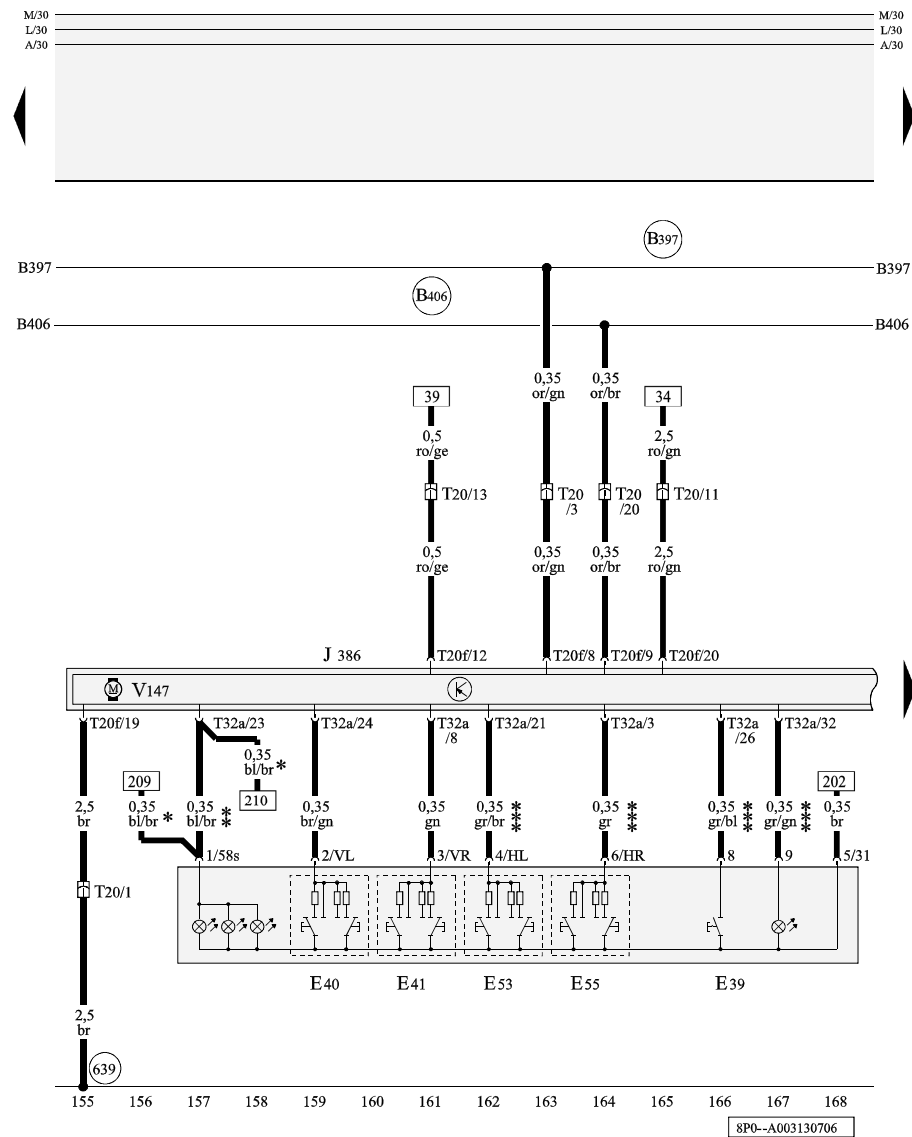 M/30 M/30
L/30 L/30
A/30 A/30
B397
B397 B397
B406
B406 B406
0,35 0,35
or/gn or/br
39 34
0,5 2,5
ro/ge ro/gn
T20/13 T20 T20 T20/11
/3 /20
0,5 0,35 0,35 2,5
ro/ge or/gn or/br ro/gn
J 386 T20f/12 T20f/8 T20f/9 T20f/20
M V147
T20f/19 T32a/23 T32a/24 T32a T32a/21 T32a/3 T32a T32a/32
/8 /26
0,35
bl/br *
209 210 202
2,5 0,35 0,35 0,35 0,35 0,35 0,35 0,35 0,35 0,35
br bl/br * bl/br ** br/gn gn gr/br *** gr *** gr/bl *** gr/gn *** br
1/58s 2/VL 3/VR 4/HL 6/HR 8 9 5/31
T20/1
E40 E41 E53 E55 E39
2,5
br
639
155 156 157 158 159 160 161 162 163 164 165 166 167 168
8P0--A003130706